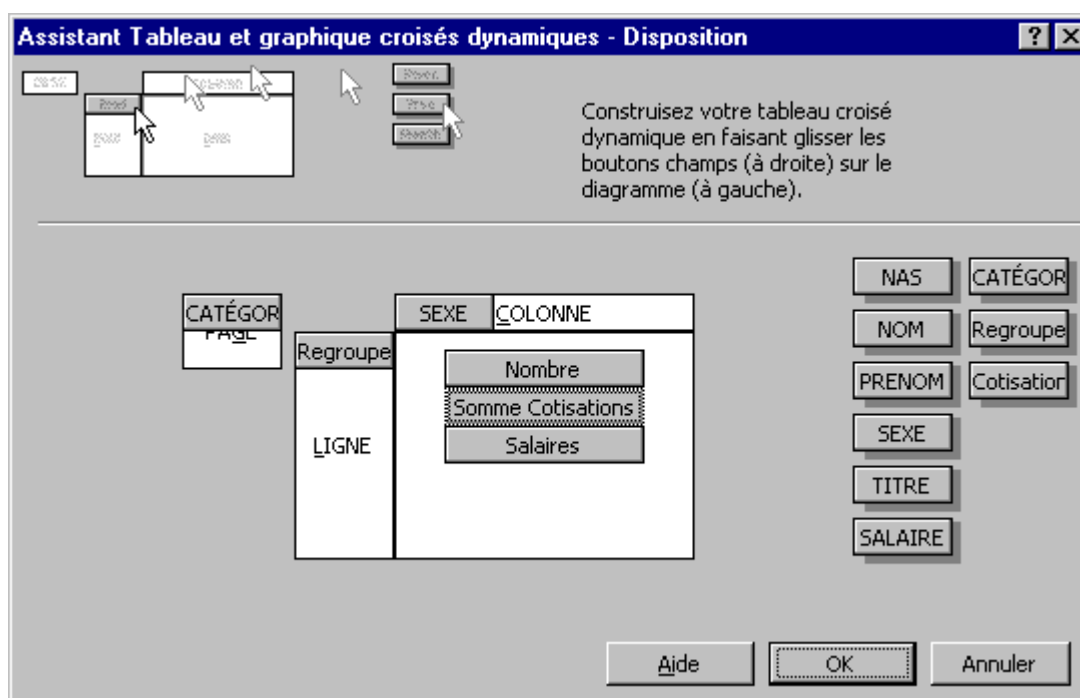 Assistant Tableau et graphique croisés dynamiques - Disposition
Construisez votre tableau croisé
dynamique en faisant glisser les
boutons champs (à droite) sur le
diagramme (à gauche).
CATÉGOR
PAGE
SEXE
COLONNE
Regroupe
LIGNE
Nombre
Somme Cotisations
Salaires
NAS
CATÉGOR
NOM
Regroupe
PRENOM
Cotisation
SEXE
TITRE
SALAIRE
Aide
OK
Annuler